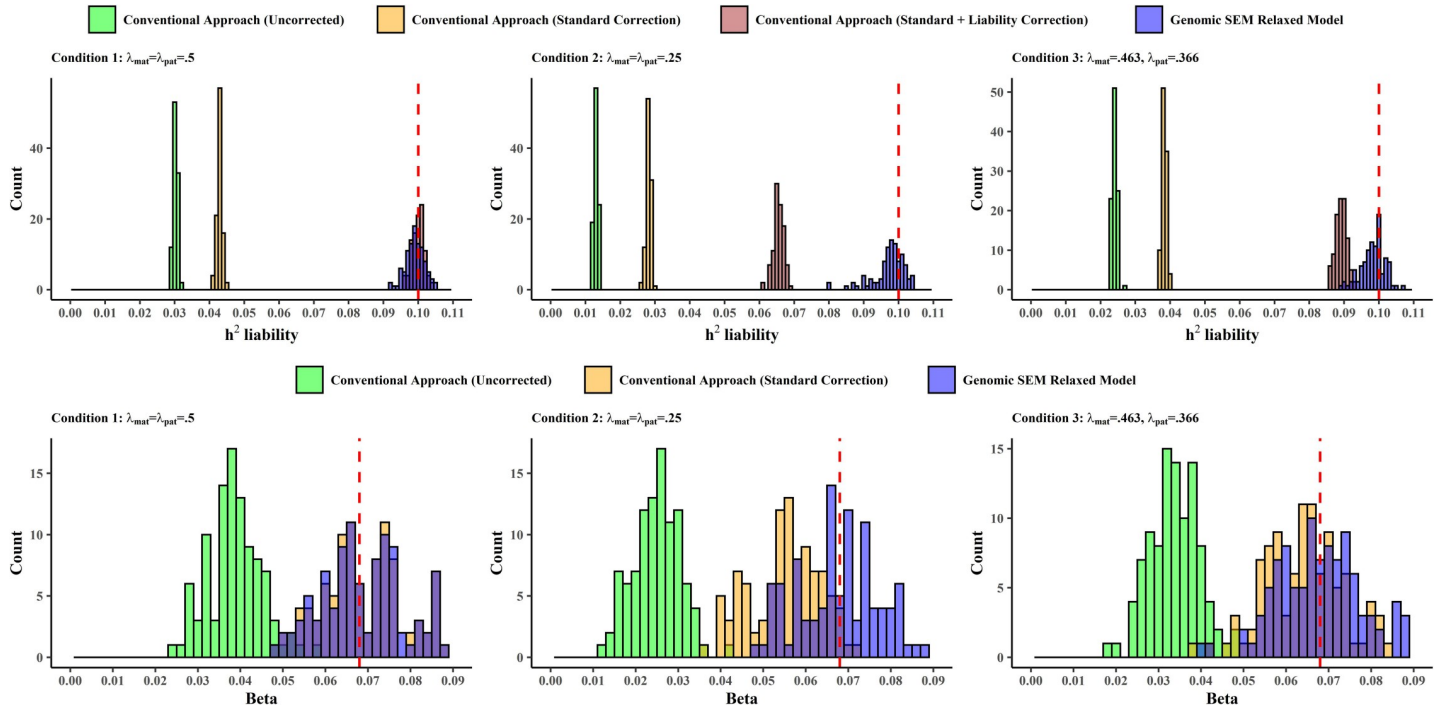 Conventional Approach (Uncorrected) Conventional Approach (Standard Correction) Conventional Approach (Standard + Liability Correction) Genomic SEM Relaxed Model
Condition 1: λmat=λpat=.5 Condition 2: λmat=λpat=.25 Condition 3: λmat=.463, λpat=.366
Count
40
20
0
0.00 0.01 0.02 0.03 0.04 0.05 0.06 0.07 0.08 0.09 0.10 0.11
h² liability
Count
40
20
0
0.00 0.01 0.02 0.03 0.04 0.05 0.06 0.07 0.08 0.09 0.10 0.11
h² liability
Count
50
40
30
20
10
0
0.00 0.01 0.02 0.03 0.04 0.05 0.06 0.07 0.08 0.09 0.10 0.11
h² liability
Conventional Approach (Uncorrected) Conventional Approach (Standard Correction) Genomic SEM Relaxed Model
Condition 1: λmat=λpat=.5 Condition 2: λmat=λpat=.25 Condition 3: λmat=.463, λpat=.366
Count
15
10
5
0
0.00 0.01 0.02 0.03 0.04 0.05 0.06 0.07 0.08 0.09
Beta
Count
15
10
5
0
0.00 0.01 0.02 0.03 0.04 0.05 0.06 0.07 0.08 0.09
Beta
Count
15
10
5
0
0.00 0.01 0.02 0.03 0.04 0.05 0.06 0.07 0.08 0.09
Beta